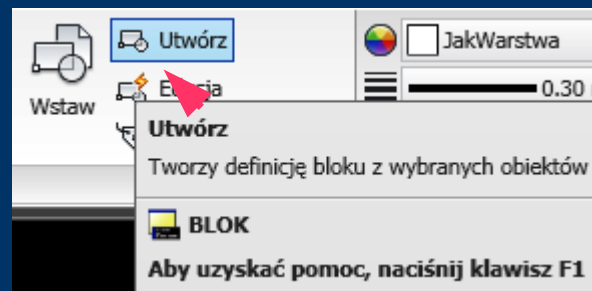 Utwórz
JakWarstwa
Wstaw
0.30
Utwórz
Tworzy definicję bloku z wybranych obiektów
BLOK
Aby uzyskać pomoc, naciśnij klawisz F1